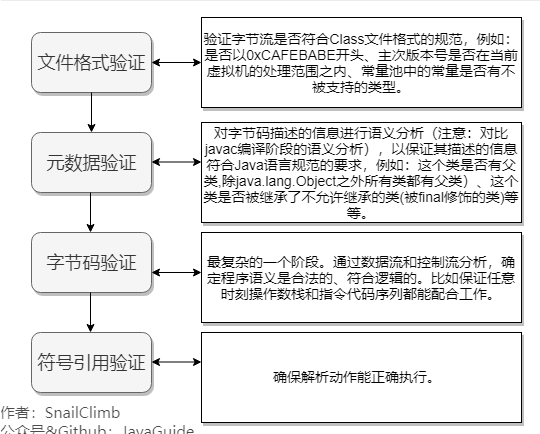 文件格式验证
验证字节流是否符合Class文件格式的规范，例如：
是否以0xCAFEBABE开头、主次版本号是否在当前
虚拟机的处理范围之内、常量池中的常量是否有不
被支持的类型。
元数据验证
对字节码描述的信息进行语义分析（注意：对比
javac编译阶段的语义分析），以保证其描述的信息
符合Java语言规范的要求，例如：这个类是否有父
类,除java.lang.Object之外所有类都有父类）、这个
类是否被继承了不允许继承的类(被final修饰的类)等
等。
字节码验证
最复杂的一个阶段。通过数据流和控制流分析，确
定程序语义是合法的、符合逻辑的。比如保证任意
时刻操作数栈和指令代码序列都能配合工作。
符号引用验证
确保解析动作能正确执行。
作者：SnailClimb
公众号&Github：JavaGuide